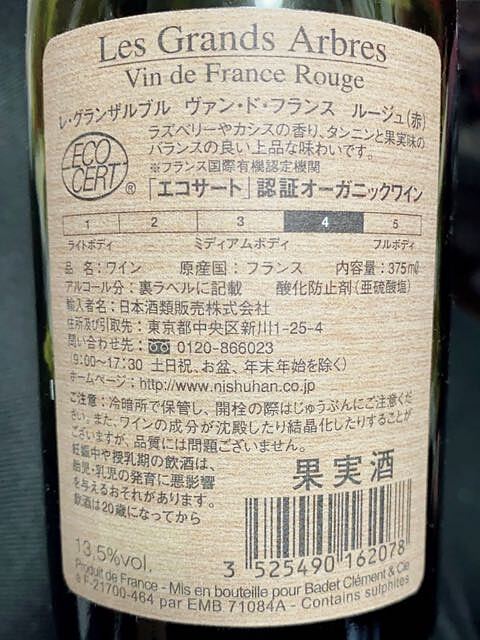 Les Grands Arbres
Vin de France Rouge
レ・グランザルブル ヴァン・ド・フランス ルージュ(赤)
ラズベリーやカシスの香り、タンニンと果実味の
バランスの良い上品な味わいです。
ECO
CERT®
※フランス国際有機認定機関
「エコサート」認証オーガニックワイン
1 2 3 4 5
ライトボディ ミディアムボディ フルボディ
品 名:ワイン 原産国:フランス 内容量:375ml
アルコール分:裏ラベルに記載 酸化防止剤(亜硫酸塩)
輸入者名:日本酒類販売株式会社
住所及び引取先:東京都中央区新川1-25-4
問い合わせ先: 0120-866023
(9:00~17:30 土日祝、お盆、年末年始を除く)
ホームページ:http://www.nishuhan.co.jp
ご注意:冷暗所で保管し、開栓の際はじゅうぶんにご注意くだ
さい。また、ワインの成分が沈殿したり結晶化したりすることが
ございますが、品質には問題ございません。
妊娠中や授乳期の飲酒は、
胎児・乳児の発育に悪影響
を与えるおそれがあります。
飲酒は20歳になってから
果実酒
13.5%vol.
3 525490 162078
Produit de France - Mis en bouteille pour Badet Clément & Cie
à F-21700-464 par EMB 71084A - Contains sulphites